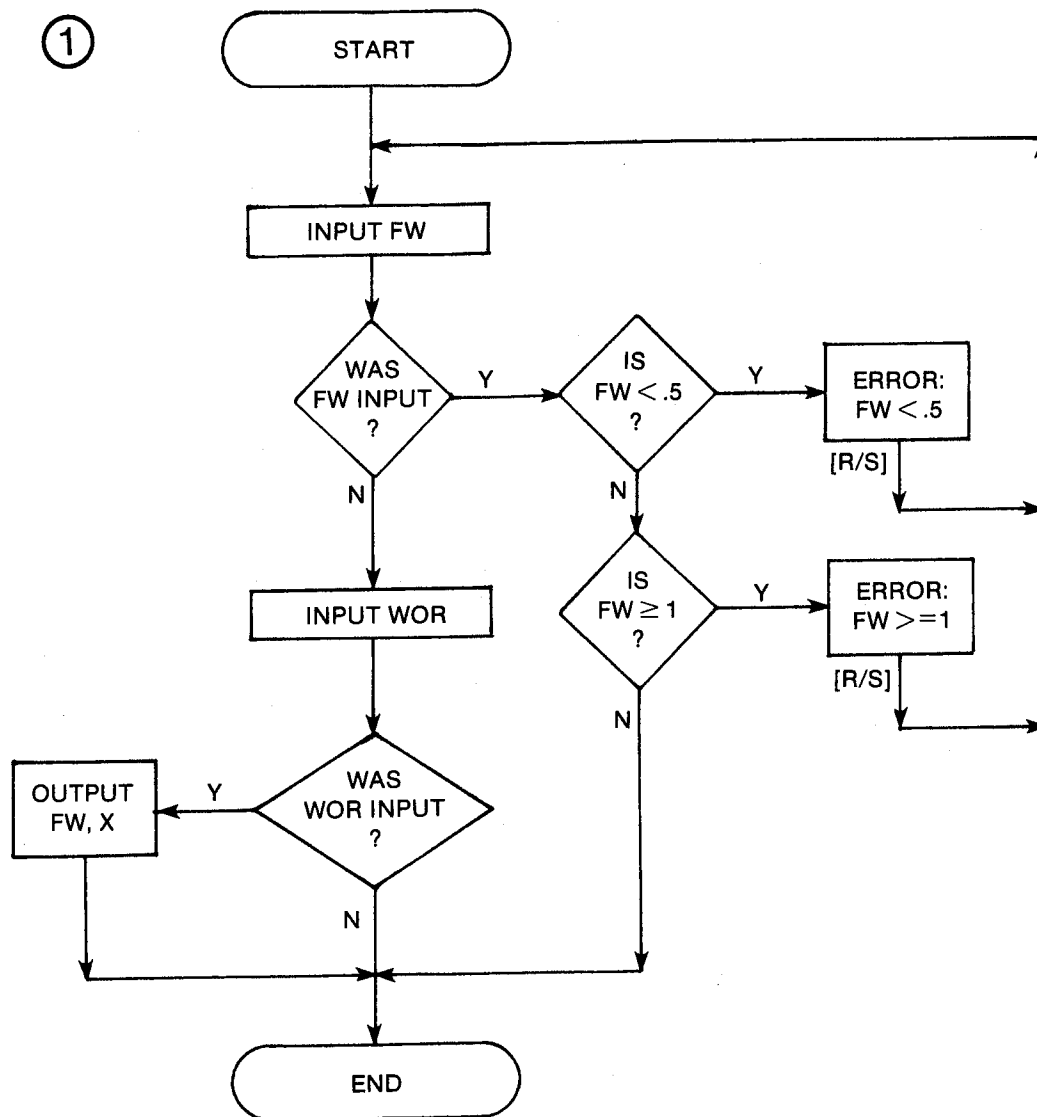 1
START
INPUT FW
WAS
FW INPUT
?
Y
N
IS
FW < .5
?
Y
N
ERROR:
FW < .5
[R/S]
IS
FW ≥ 1
?
Y
N
ERROR:
FW >=1
[R/S]
INPUT WOR
WAS
WOR INPUT
?
Y
N
OUTPUT
FW, X
END